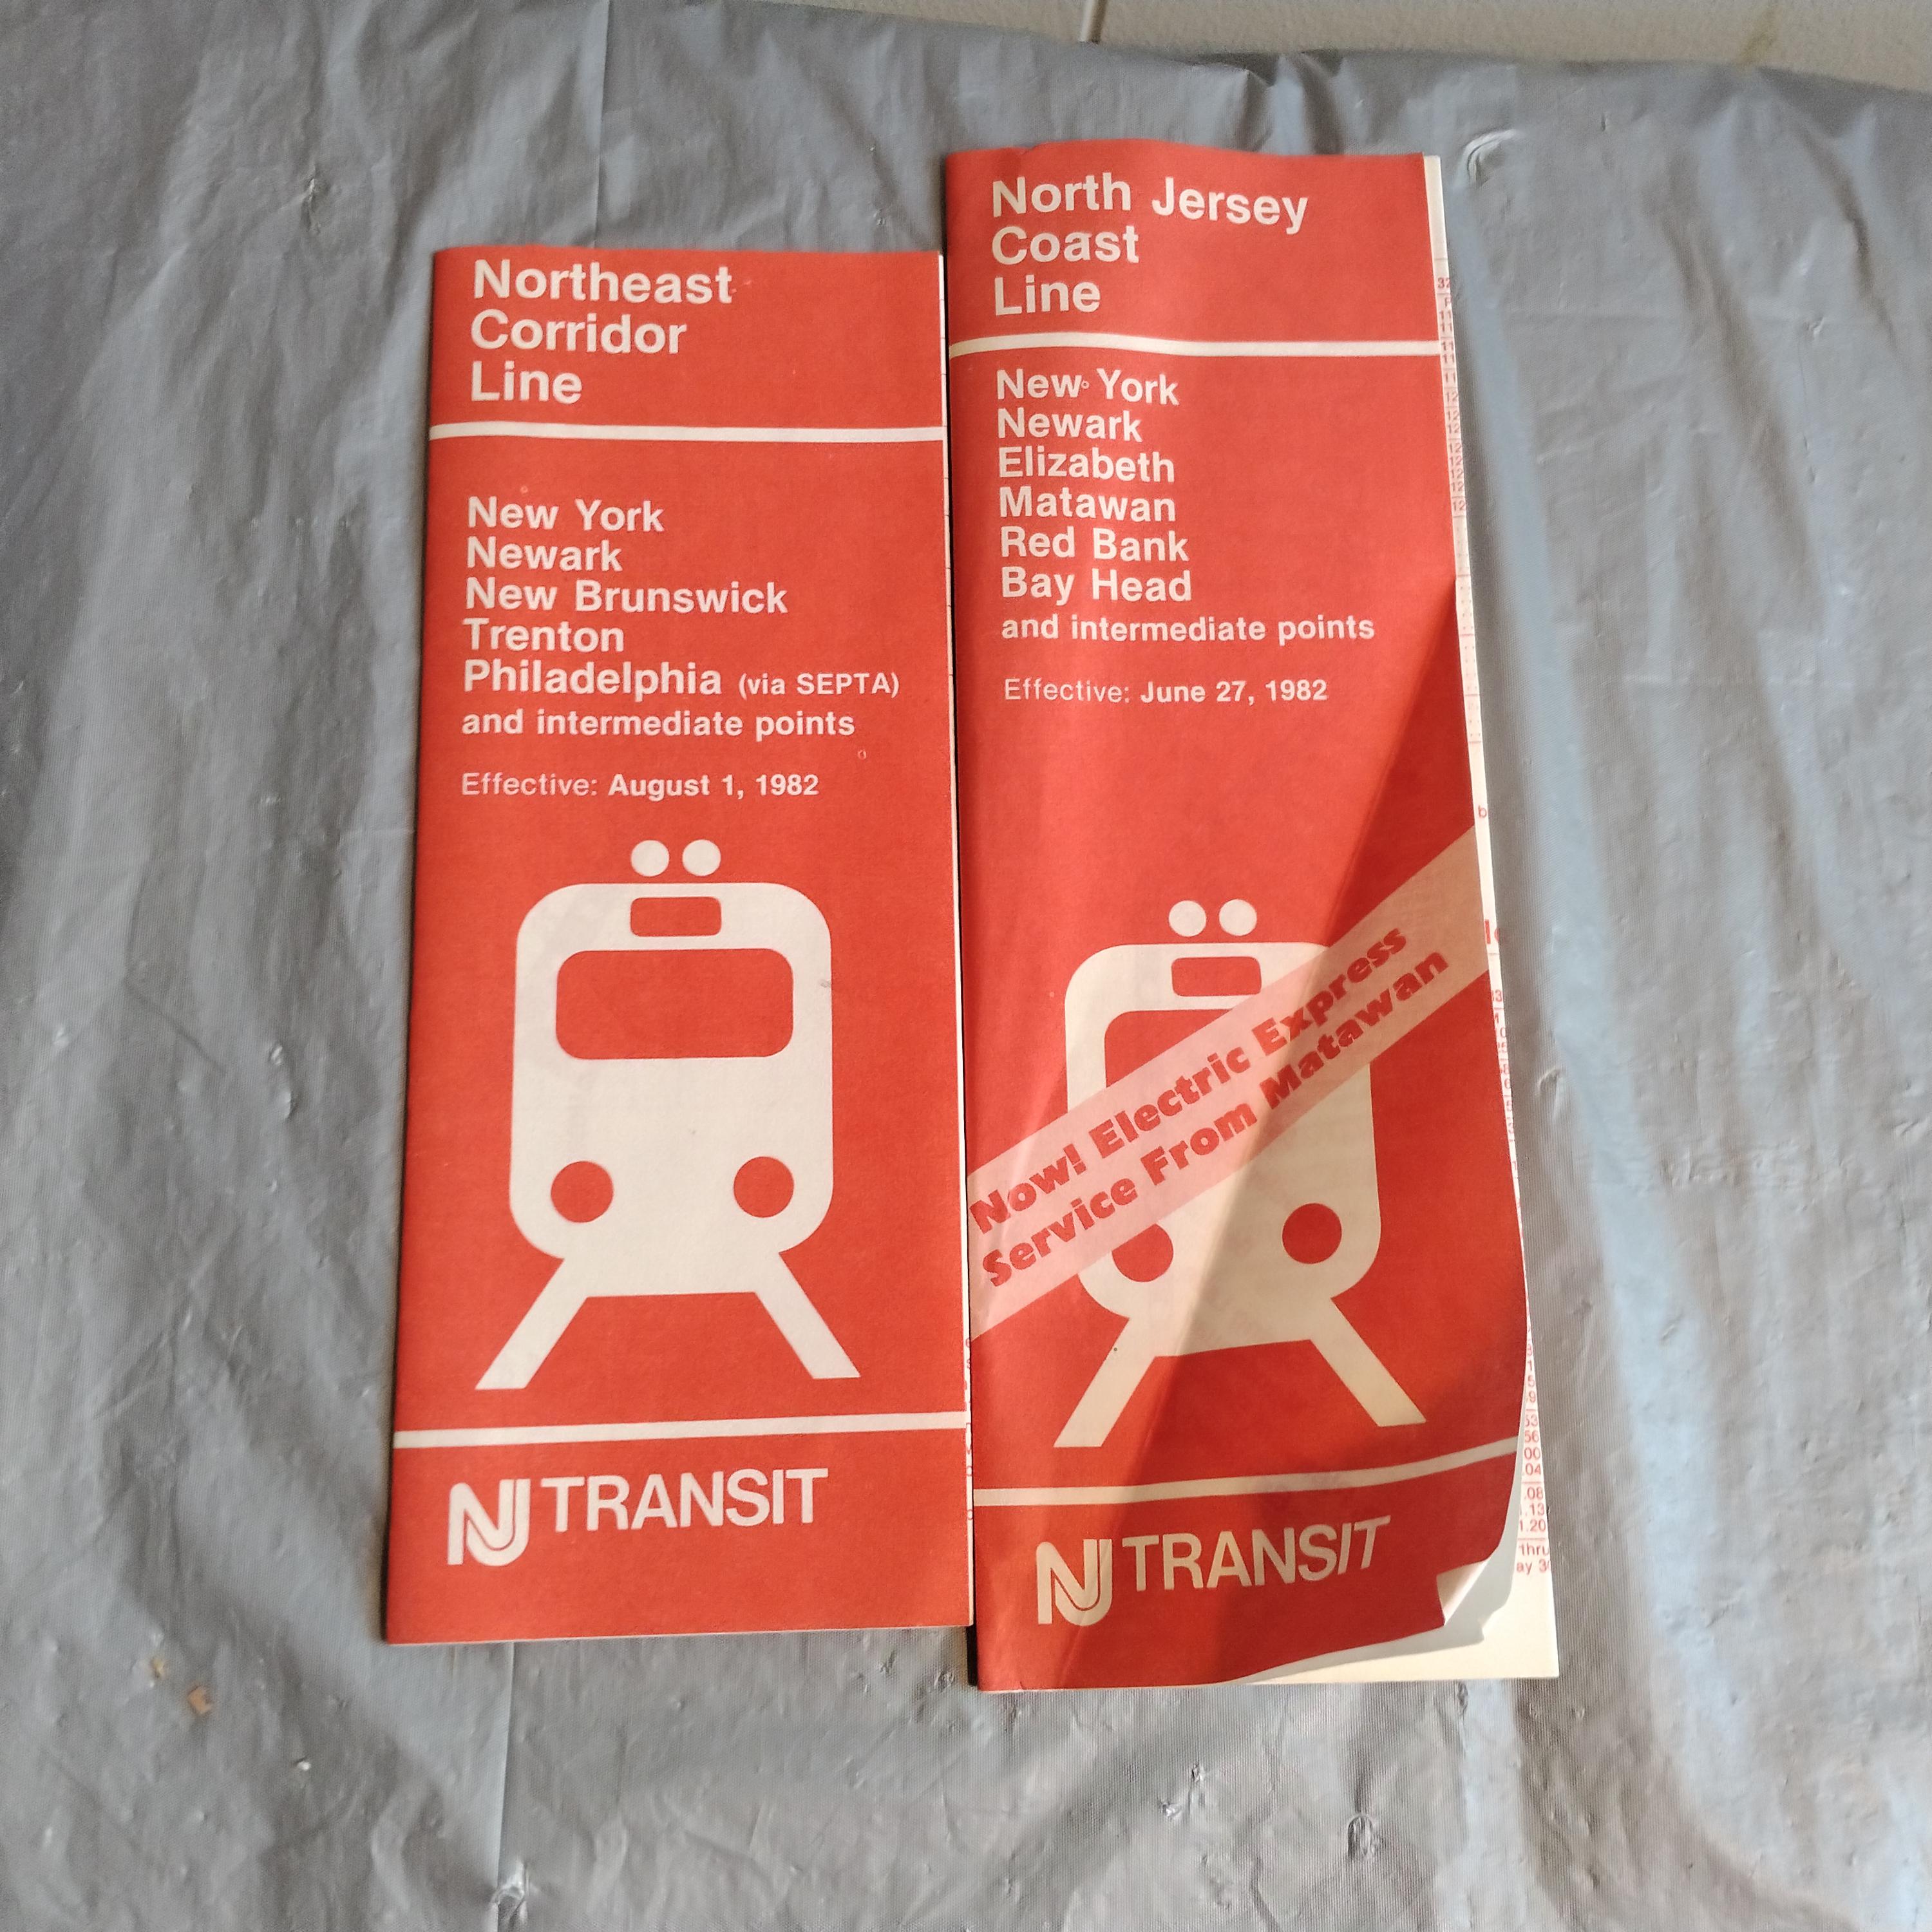 Northeast
Corridor
Line
New York
Newark
New Brunswick
Trenton
Philadelphia (via SEPTA)
and intermediate points
Effective: August 1, 1982
NJ TRANSIT
North Jersey
Coast
Line
New York
Newark
Elizabeth
Matawan
Red Bank
Bay Head
and intermediate points
Effective: June 27, 1982
Now! Electric Express
Service From Matawan
NJ TRANSIT